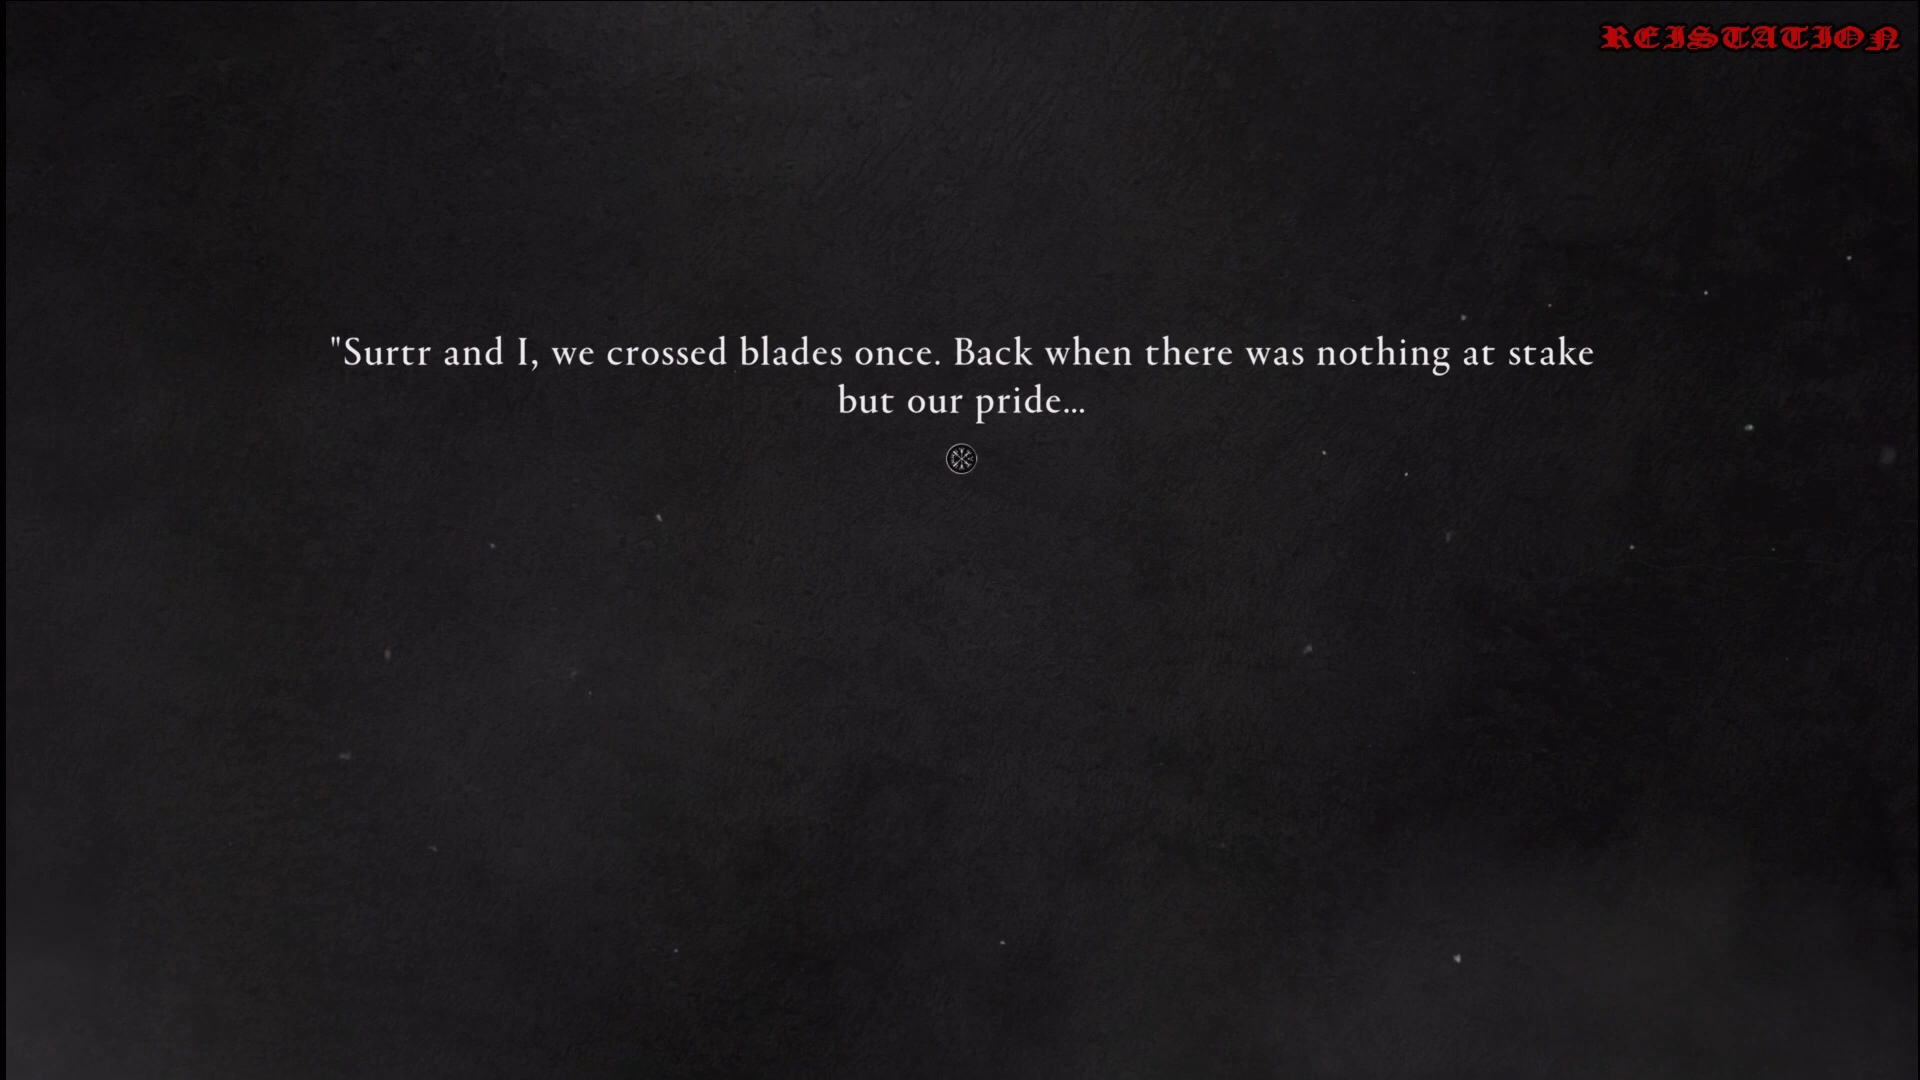 REISTATION
"Surtr and I, we crossed blades once. Back when there was nothing at stake
but our pride...